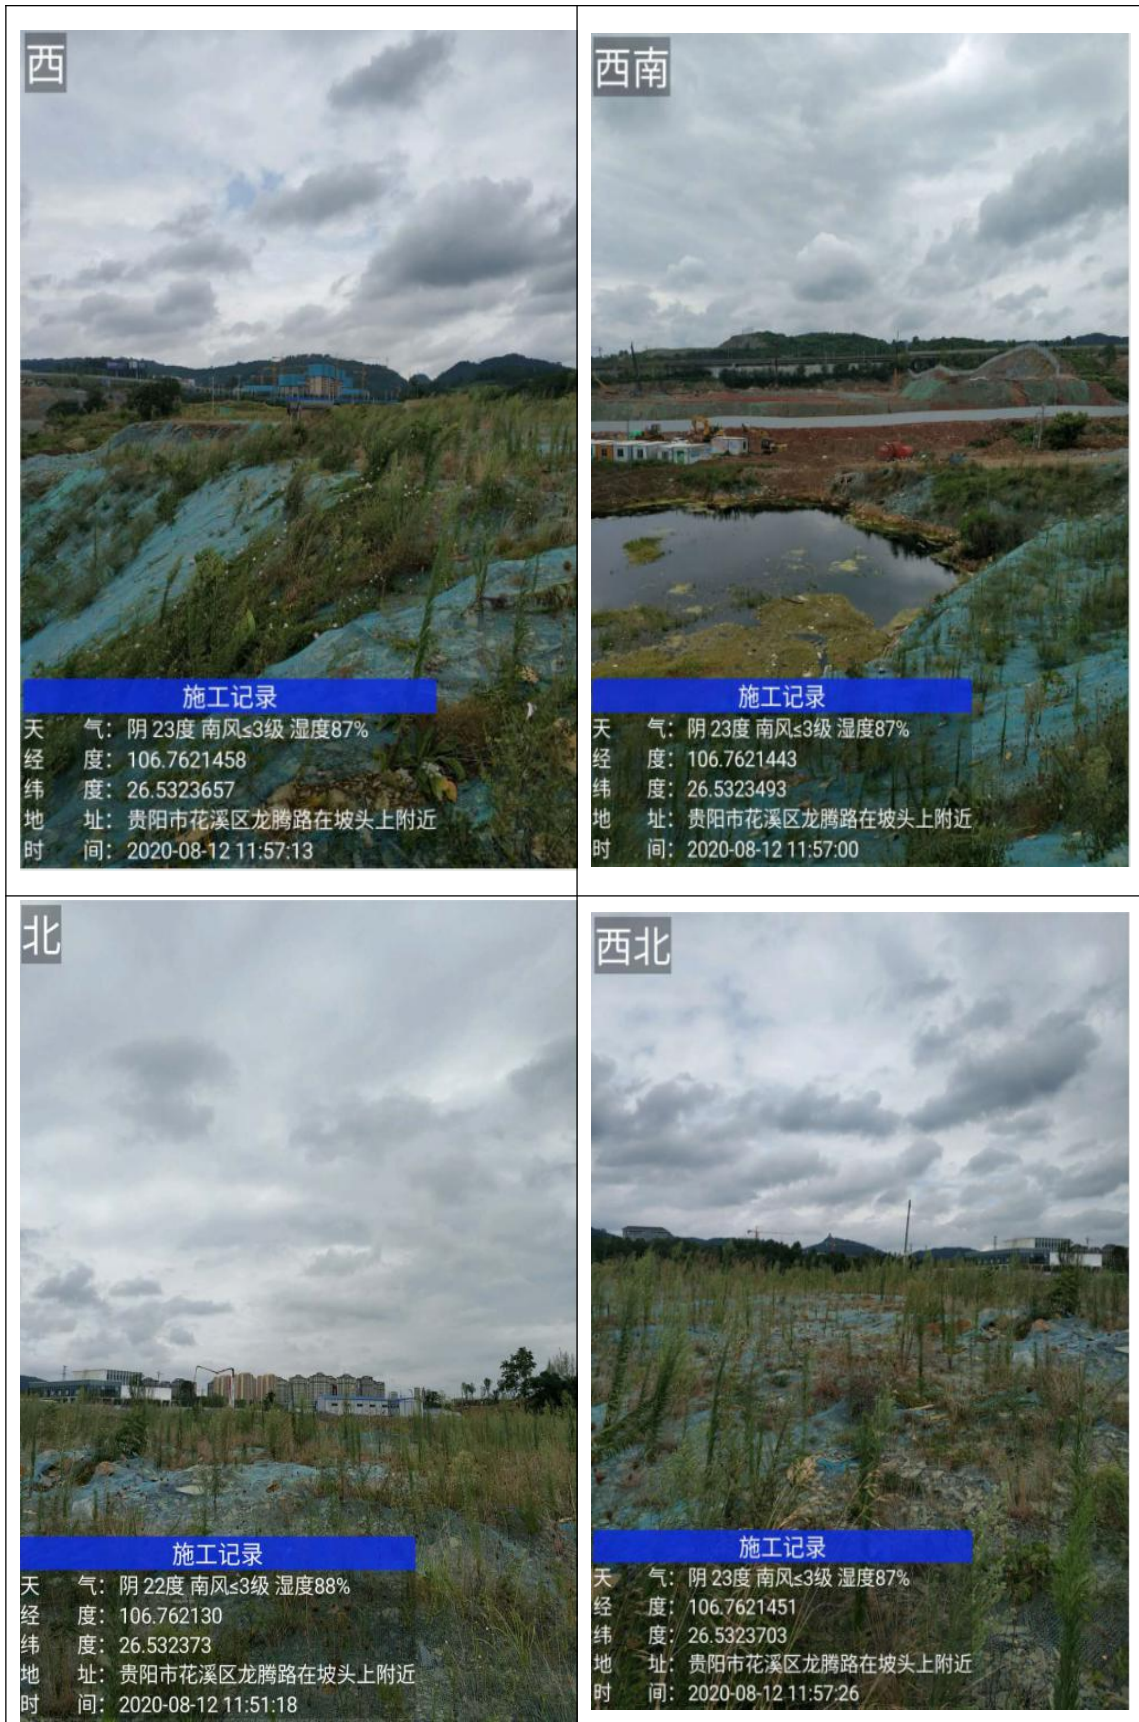 西
施工记录
天 气：阴 23度 南风≤3级 湿度87%
经 度：106.7621458
纬 度：26.5323657
地 址：贵阳市花溪区龙腾路在坡头上附近
时 间：2020-08-12 11:57:13
西南
施工记录
天 气：阴 23度 南风≤3级 湿度87%
经 度：106.7621443
纬 度：26.5323493
地 址：贵阳市花溪区龙腾路在坡头上附近
时 间：2020-08-12 11:57:00
北
施工记录
天 气：阴 22度 南风≤3级 湿度88%
经 度：106.762130
纬 度：26.532373
地 址：贵阳市花溪区龙腾路在坡头上附近
时 间：2020-08-12 11:51:18
西北
施工记录
天 气：阴 23度 南风≤3级 湿度87%
经 度：106.7621451
纬 度：26.5323703
地 址：贵阳市花溪区龙腾路在坡头上附近
时 间：2020-08-12 11:57:26